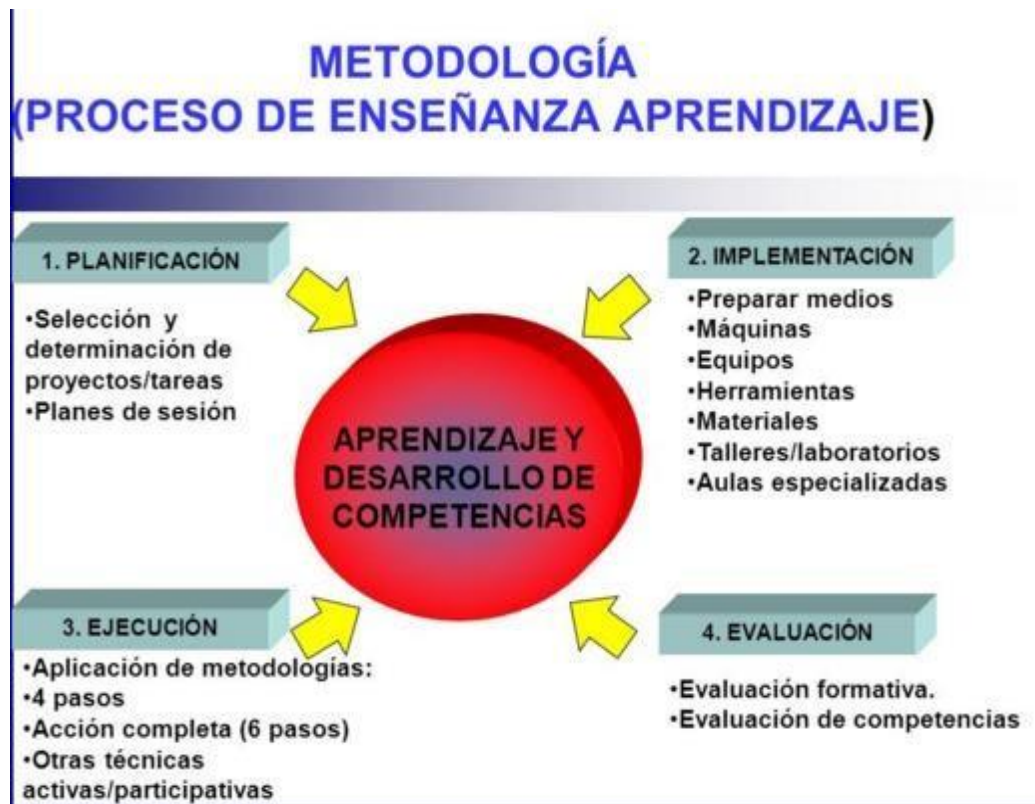 METODOLOGÍA
(PROCESO DE ENSEÑANZA APRENDIZAJE)
1. PLANIFICACIÓN
•Selección y
determinación de
proyectos/tareas
•Planes de sesión
2. IMPLEMENTACIÓN
•Preparar medios
•Máquinas
•Equipos
•Herramientas
•Materiales
•Talleres/laboratorios
•Aulas especializadas
APRENDIZAJE Y
DESARROLLO DE
COMPETENCIAS
3. EJECUCIÓN
•Aplicación de metodologías:
•4 pasos
•Acción completa (6 pasos)
•Otras técnicas
activas/participativas
4. EVALUACIÓN
•Evaluación formativa.
•Evaluación de competencias